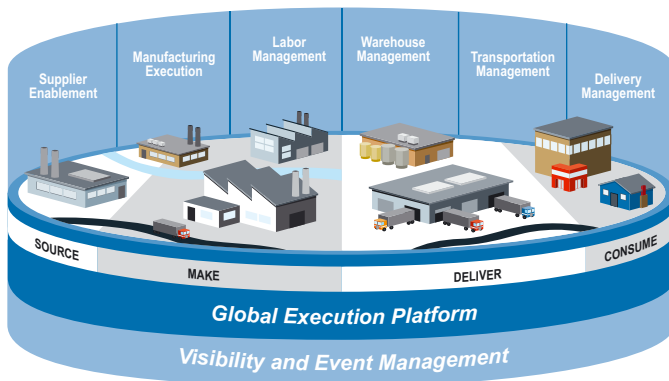 Supplier
Enablement
Manufacturing
Execution
Labor
Management
Warehouse
Management
Transportation
Management
Delivery
Management
SOURCE
MAKE
DELIVER
CONSUME
Global Execution Platform
Visibility and Event Management